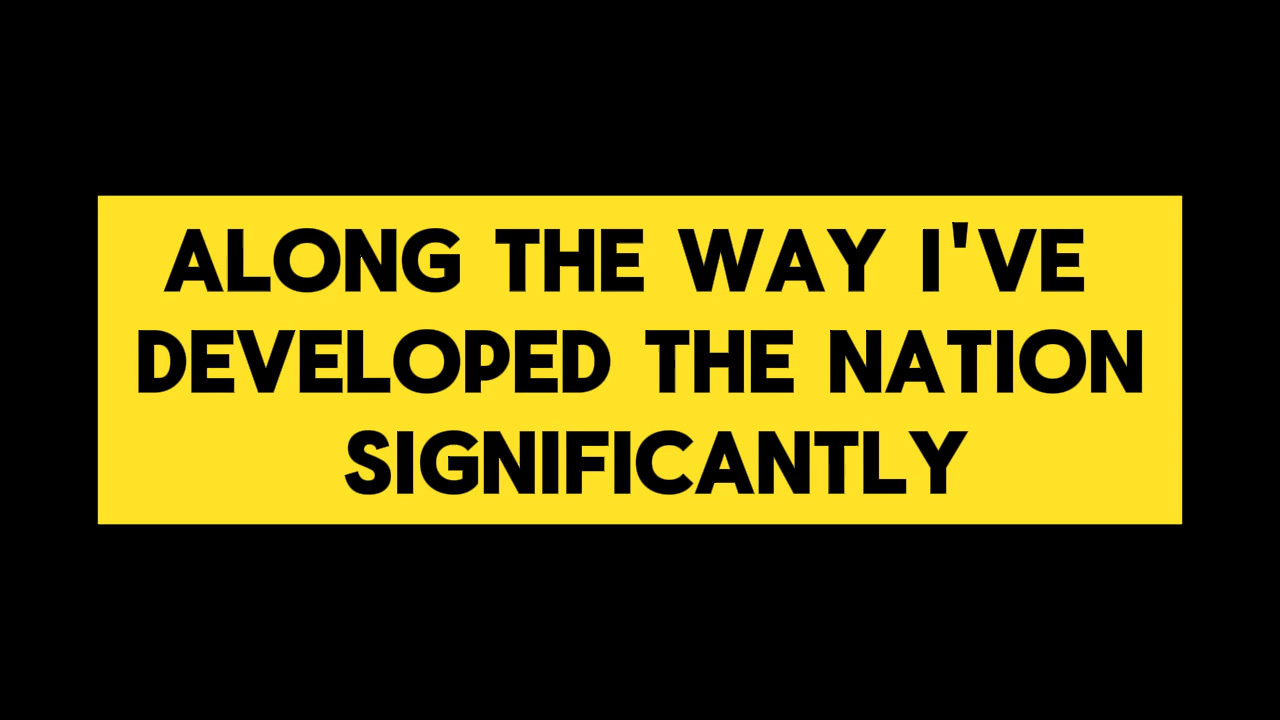 ALONG THE WAY I'VE
DEVELOPED THE NATION
SIGNIFICANTLY